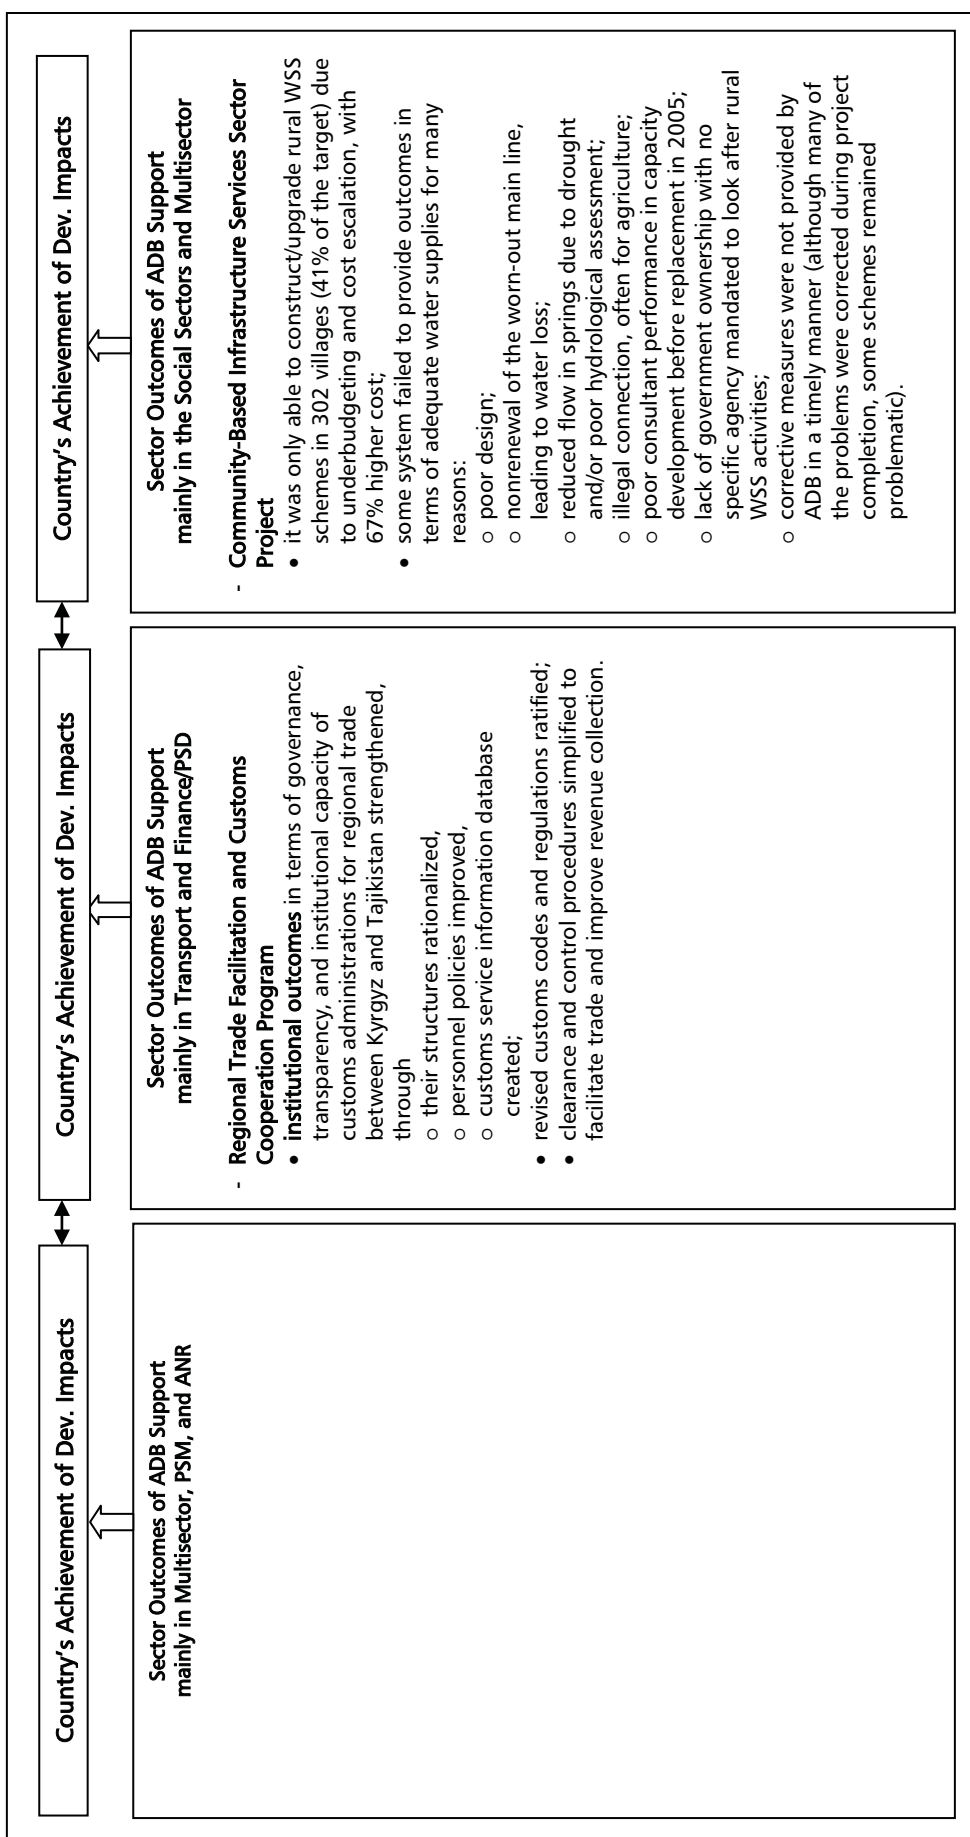 Country's Achievement of Dev. Impacts
Sector Outcomes of ADB Support
mainly in Multisector, PSM, and ANR
Country's Achievement of Dev. Impacts
Sector Outcomes of ADB Support
mainly in Transport and Finance/PSD
- Regional Trade Facilitation and Customs
Cooperation Program
• institutional outcomes in terms of governance,
transparency, and institutional capacity of
customs administrations for regional trade
between Kyrgyz and Tajikistan strengthened,
through
○ their structures rationalized,
○ personnel policies improved,
○ customs service information database
created;
• revised customs codes and regulations ratified;
• clearance and control procedures simplified to
facilitate trade and improve revenue collection.
Country's Achievement of Dev. Impacts
Sector Outcomes of ADB Support
mainly in the Social Sectors and Multisector
- Community-Based Infrastructure Services Sector
Project
• it was only able to construct/upgrade rural WSS
schemes in 302 villages (41% of the target) due
to underbudgeting and cost escalation, with
67% higher cost;
• some system failed to provide outcomes in
terms of adequate water supplies for many
reasons:
○ poor design;
○ nonrenewal of the worn-out main line,
leading to water loss;
○ reduced flow in springs due to drought
and/or poor hydrological assessment;
○ illegal connection, often for agriculture;
○ poor consultant performance in capacity
development before replacement in 2005;
○ lack of government ownership with no
specific agency mandated to look after rural
WSS activities;
○ corrective measures were not provided by
ADB in a timely manner (although many of
the problems were corrected during project
completion, some schemes remained
problematic).